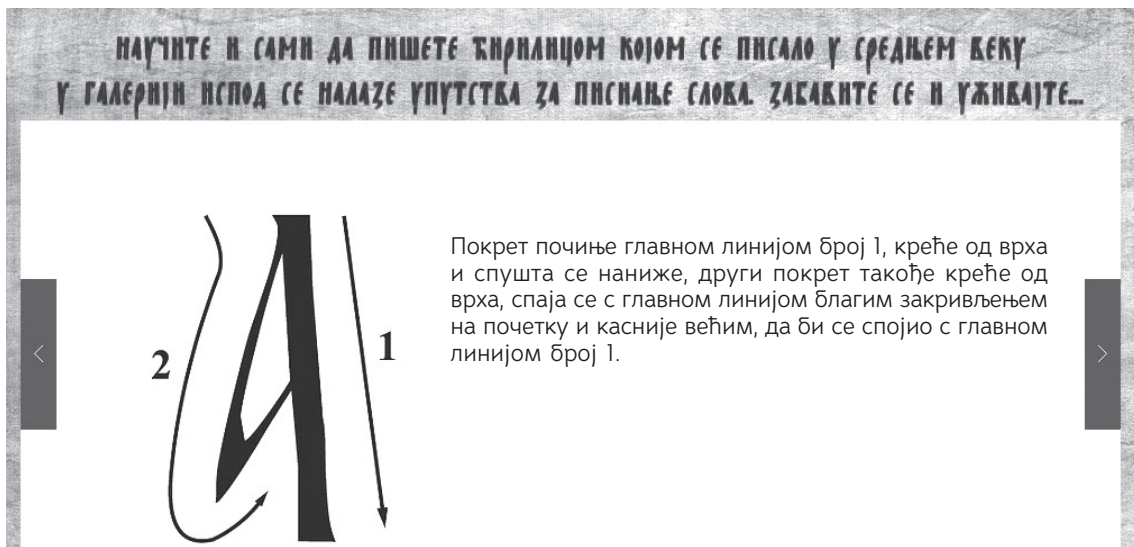 НАУЧИТЕ И САМИ ДА ПИШЕТЕ ЋИРИЛИЦОМ КОЈОМ СЕ ПИСАЛО У СРЕДЊЕМ ВЕКУ
У ГАЛЕРИЈИ ИСПОД СЕ НАЛАЗЕ УПУТСТВА ЗА ПИСИАЊЕ СЛОВА. ЗАБАВИТЕ СЕ И УЖИВАЈТЕ...
Покрет почиње главном линијом број 1, креће од врха
и спушта се наниже, други покрет такође креће од
врха, спаја се с главном линијом благим закривљењем
на почетку и касније већим, да би се спојио с главном
линијом број 1.
2
1